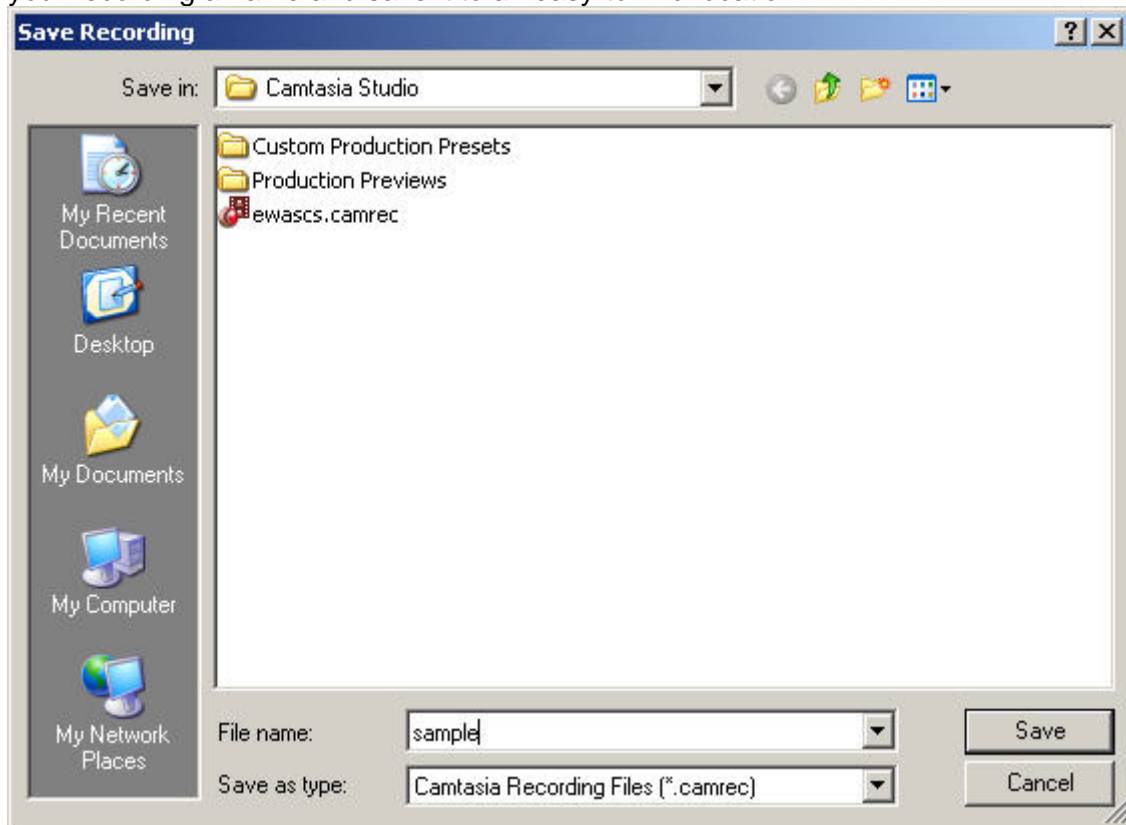 Save Recording
Save in:
Camtasia Studio
My Recent
Documents
Desktop
My Documents
My Computer
My Network
Places
Custom Production Presets
Production Previews
ewascs.camrec
File name:
sample
Save
Save as type:
Camtasia Recording Files (*.camrec)
Cancel